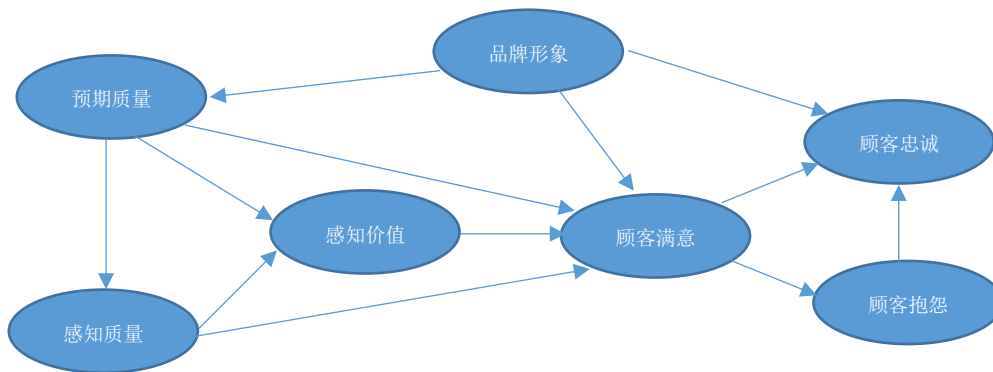 品牌形象
预期质量
顾客忠诚
感知价值
顾客满意
顾客抱怨
感知质量